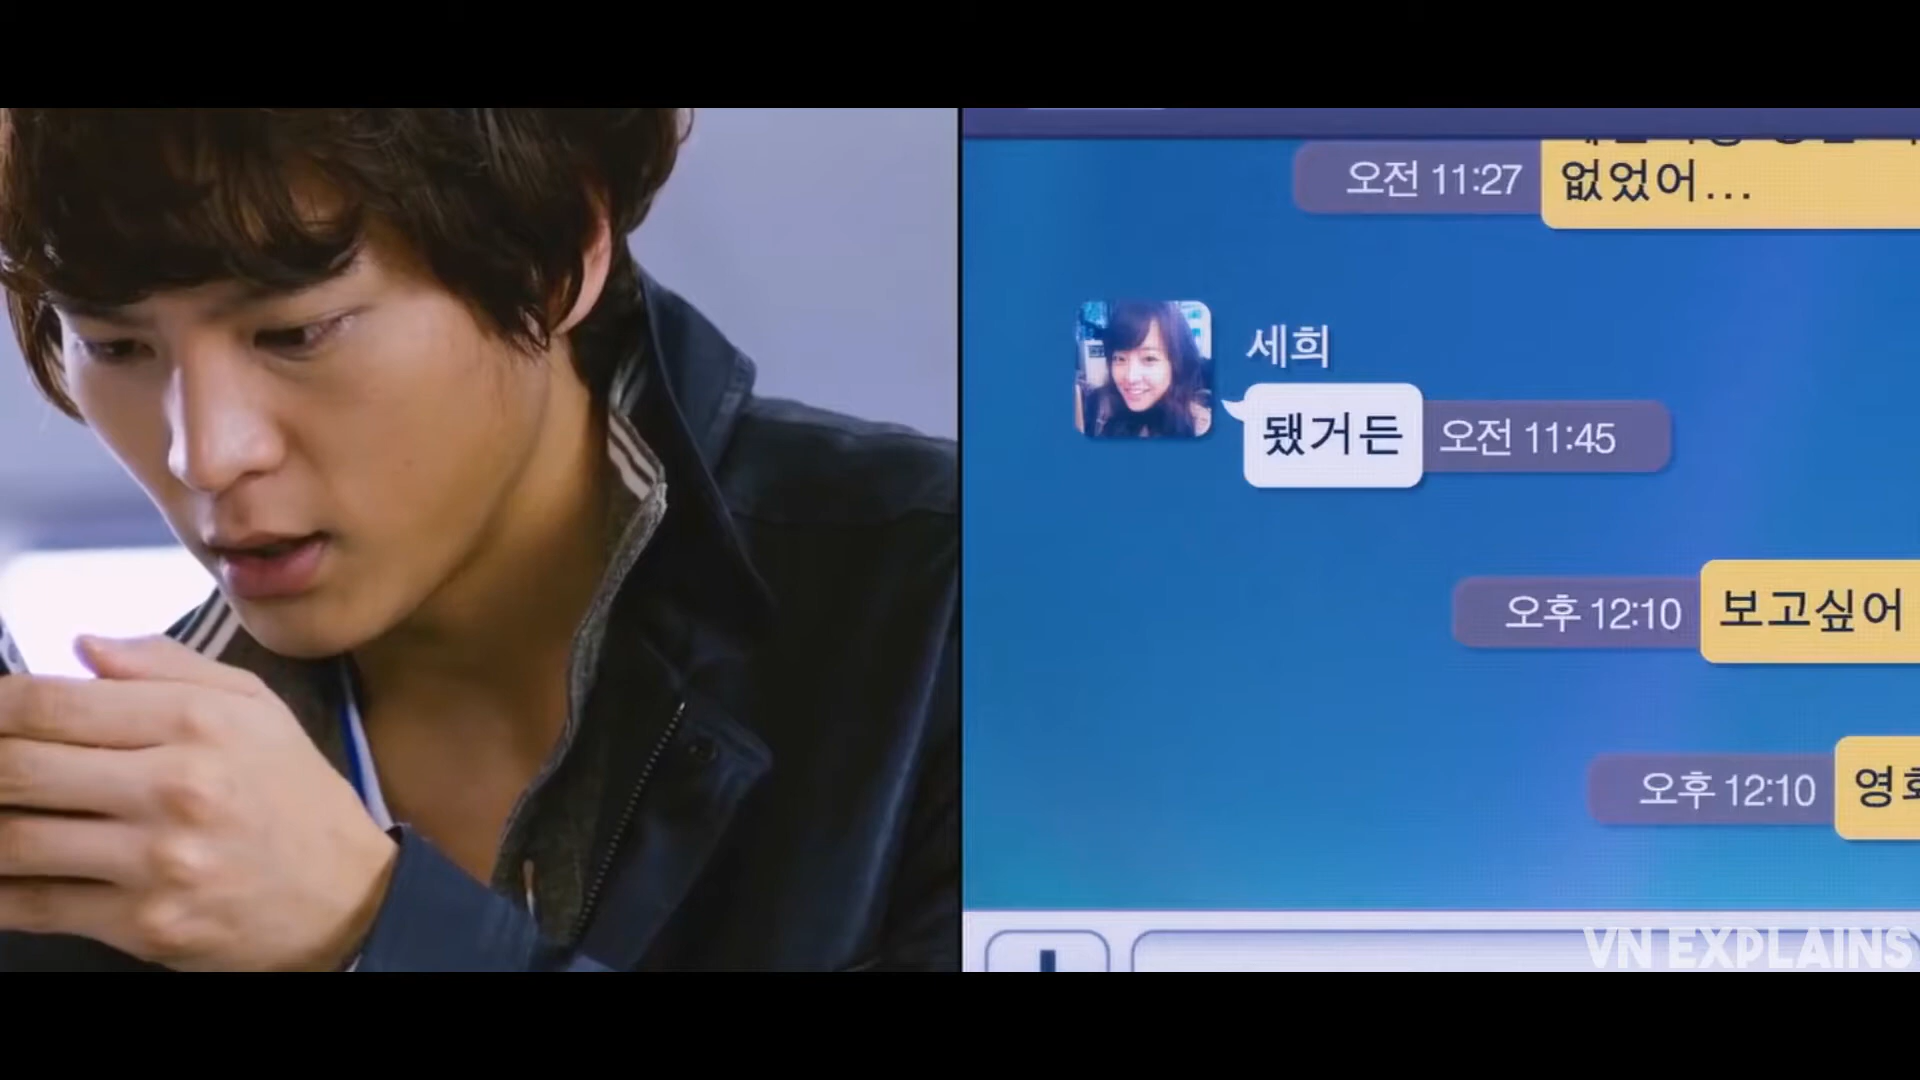 오전 11:27
없었어...
세희
됐거든
오전 11:45
오후 12:10
보고싶어
오후 12:10
VN EXPLAINS